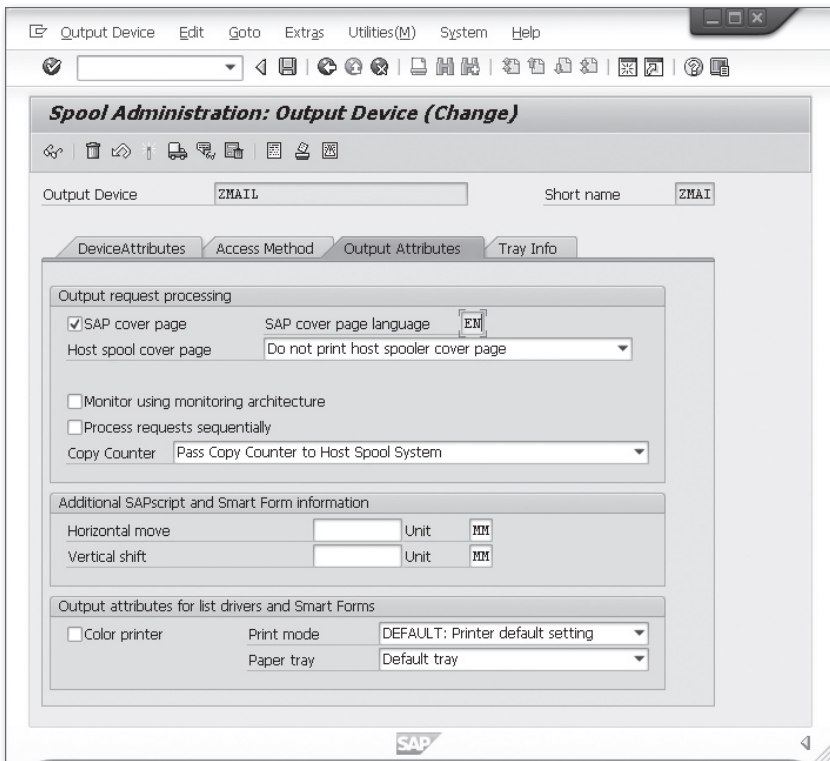 Output Device Edit Goto Extras Utilities(M) System Help
Spool Administration: Output Device (Change)
Output Device ZMAIL Short name ZMAI
DeviceAttributes Access Method Output Attributes Tray Info
Output request processing
SAP cover page SAP cover page language EN
Host spool cover page Do not print host spooler cover page
Monitor using monitoring architecture
Process requests sequentially
Copy Counter Pass Copy Counter to Host Spool System
Additional SAPscript and Smart Form information
Horizontal move Unit MM
Vertical shift Unit MM
Output attributes for list drivers and Smart Forms
Color printer Print mode DEFAULT: Printer default setting
Paper tray Default tray
SAP